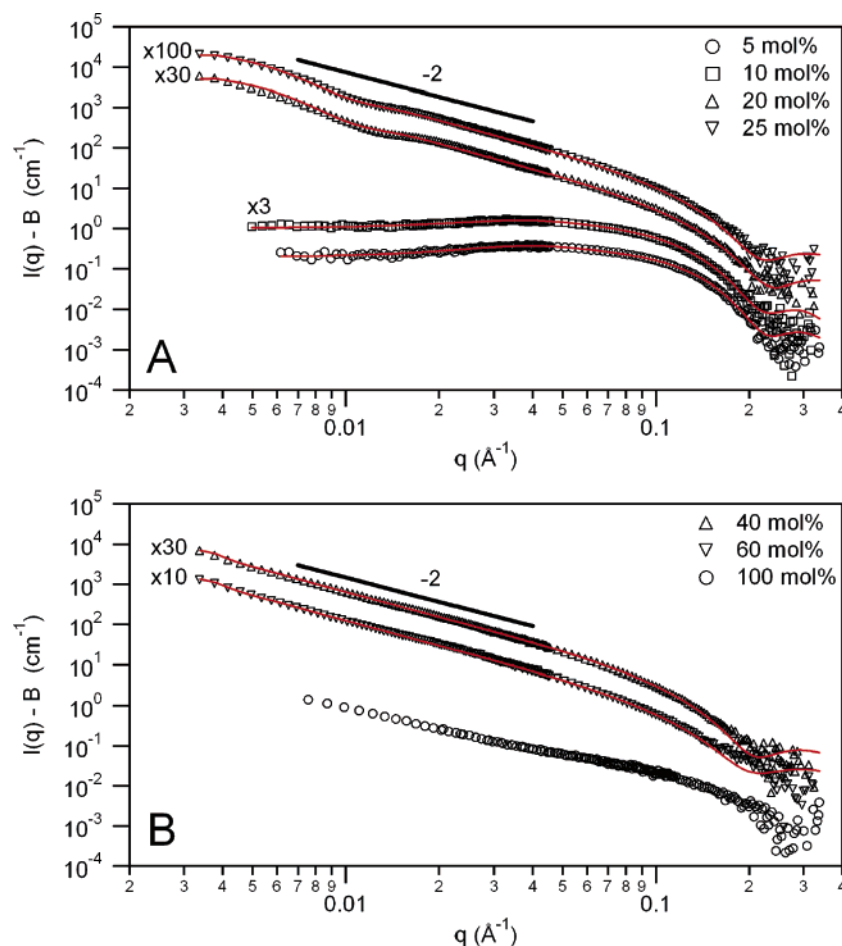 10^5
10^4
10^3
10^2
10^1
10^0
10^-1
10^-2
10^-3
10^-4
I(q) - B (cm^-1)
x100
x30
x3
-2
5 mol%
10 mol%
20 mol%
25 mol%
A
2 3 4 5 6 7 8 9 2 3 4 5 6 7 8 9 2 3 4
0.01 0.1
q (Å^-1)
10^5
10^4
10^3
10^2
10^1
10^0
10^-1
10^-2
10^-3
10^-4
I(q) - B (cm^-1)
x30
x10
-2
40 mol%
60 mol%
100 mol%
B
2 3 4 5 6 7 8 9 2 3 4 5 6 7 8 9 2 3 4
0.01 0.1
q (Å^-1)